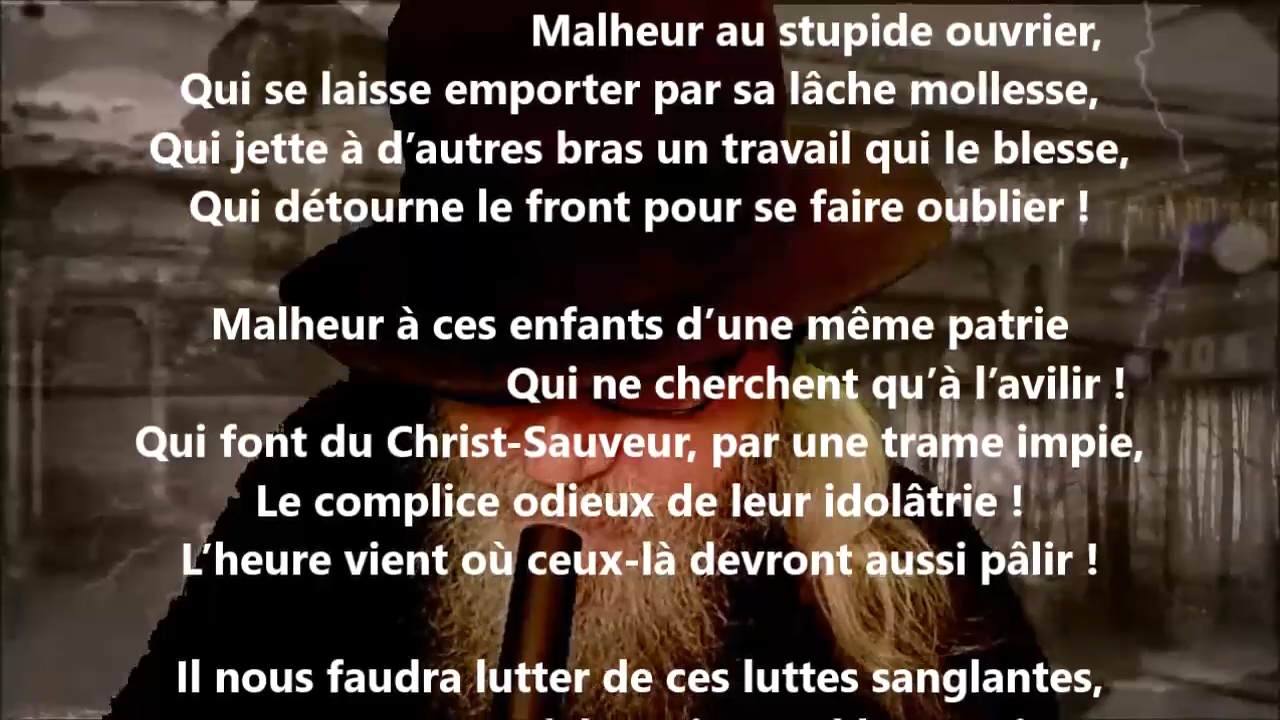 Malheur au stupide ouvrier,
Qui se laisse emporter par sa lâche mollesse,
Qui jette à d’autres bras un travail qui le blesse,
Qui détourne le front pour se faire oublier !
Malheur à ces enfants d’une même patrie
Qui ne cherchent qu’à l’avilir !
Qui font du Christ-Sauveur, par une trame impie,
Le complice odieux de leur idolâtrie !
L’heure vient où ceux-là devront aussi pâlir !
Il nous faudra lutter de ces luttes sanglantes,